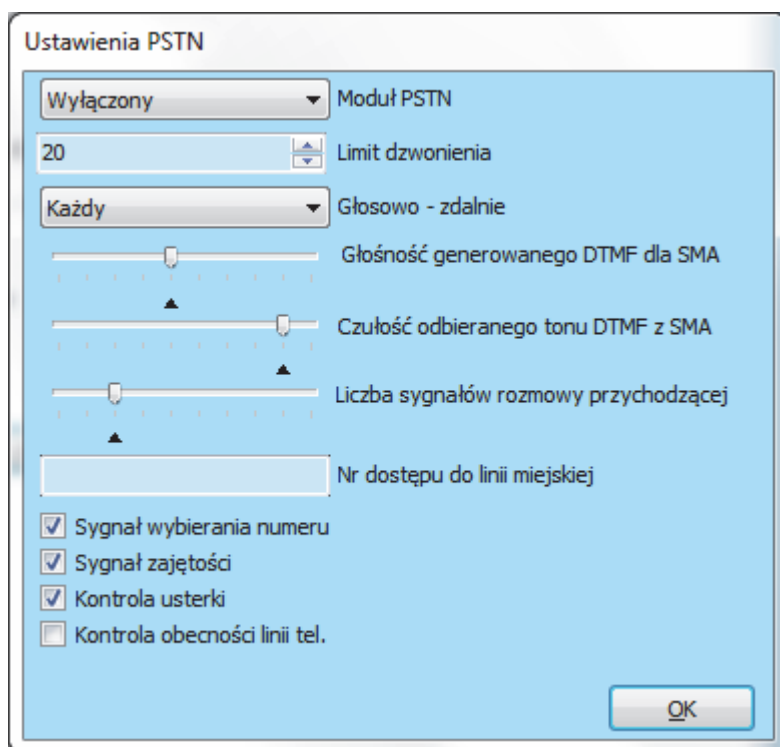 Ustawienia PSTN
Wyłączony Moduł PSTN
20 Limit dzwonienia
Każdy Głosowo - zdalnie
Głośność generowanego DTMF dla SMA
Czułość odbieranego tonu DTMF z SMA
Liczba sygnałów rozmowy przychodzącej
Nr dostępu do linii miejskiej
Sygnał wybierania numeru
Sygnał zajętości
Kontrola usterki
Kontrola obecności linii tel.
OK